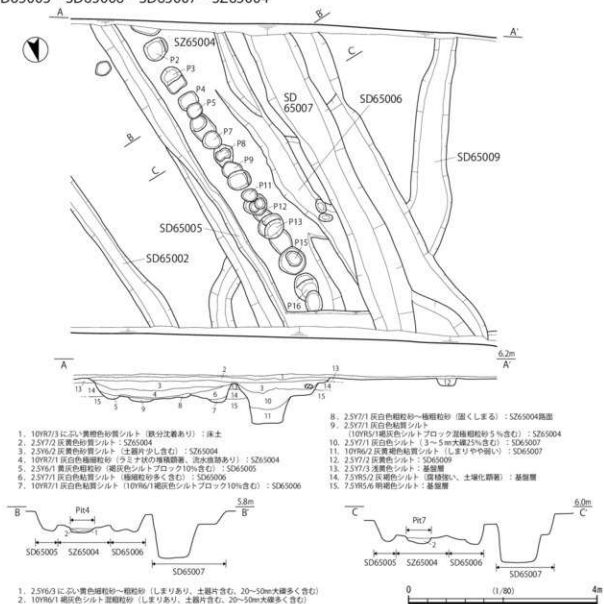 A
B'
A'
SZ65004
P2
P3
P4
P5
P7
P8
P9
P11
P12
P13
P15
P16
C
SD
65007
SD65006
SD65009
B
C
SD65005
SD65002
6.2m
A
A'
1. 10YR7/3 にぶい黄橙色砂質シルト（鉄分沈着あり）：床土
2. 2.5Y7/2 灰黄色砂質シルト：SZ65004
3. 2.5Y6/2 灰黄色砂質シルト（土器片少し含む）：SZ65004
4. 10YR7/1 灰白色極細粒砂（ラミナ状の堆積顕著、流水痕跡あり）：SZ65004
5. 2.5Y6/1 黄灰色粗粒砂（褐灰色シルトブロック10%含む）：SD65005
6. 2.5Y7/1 灰白色粘質シルト（極細粒砂多く含む）：SD65006
7. 10YR7/1 灰白色粘質シルト（10YR6/1褐灰色シルトブロック10%含む）：SD65006
8. 2.5Y7/1 灰白色粗粒砂～極粗粒砂（固くしまる）：SZ65004路面
9. 2.5Y7/1 灰白色粘質シルト
（10YR5/1褐灰色シルトブロック混極粗粒砂５%含む）：SZ65004
10. 2.5Y7/1 灰白色シルト（３～５㎜大礫25%含む）：SD65007
11. 10YR6/2 灰黄褐色粘質シルト（しまりやや弱い）：SD65007
12. 2.5Y7/2 灰黄色シルト：SD65009
13. 2.5Y7/3 浅黄色シルト：基盤層
14. 7.5YR5/2 灰褐色シルト（腐植強い、土壌化顕著）：基盤層
15. 7.5YR5/6 明褐色シルト：基盤層
B
Pit4
5.8m
B'
SD65005
SZ65004
SD65006
SD65007
C
Pit7
6.0m
C'
SD65005
SZ65004
SD65006
SD65007
1. 2.5Y6/3 にぶい黄色細粒砂～粗粒砂（しまりあり、土器片含む、20～50㎜大礫多く含む）
2. 10YR6/1 褐灰色シルト混粗粒砂（しまりあり、土器片含む、20～50㎜大礫多く含む）
0
(1/80)
4m